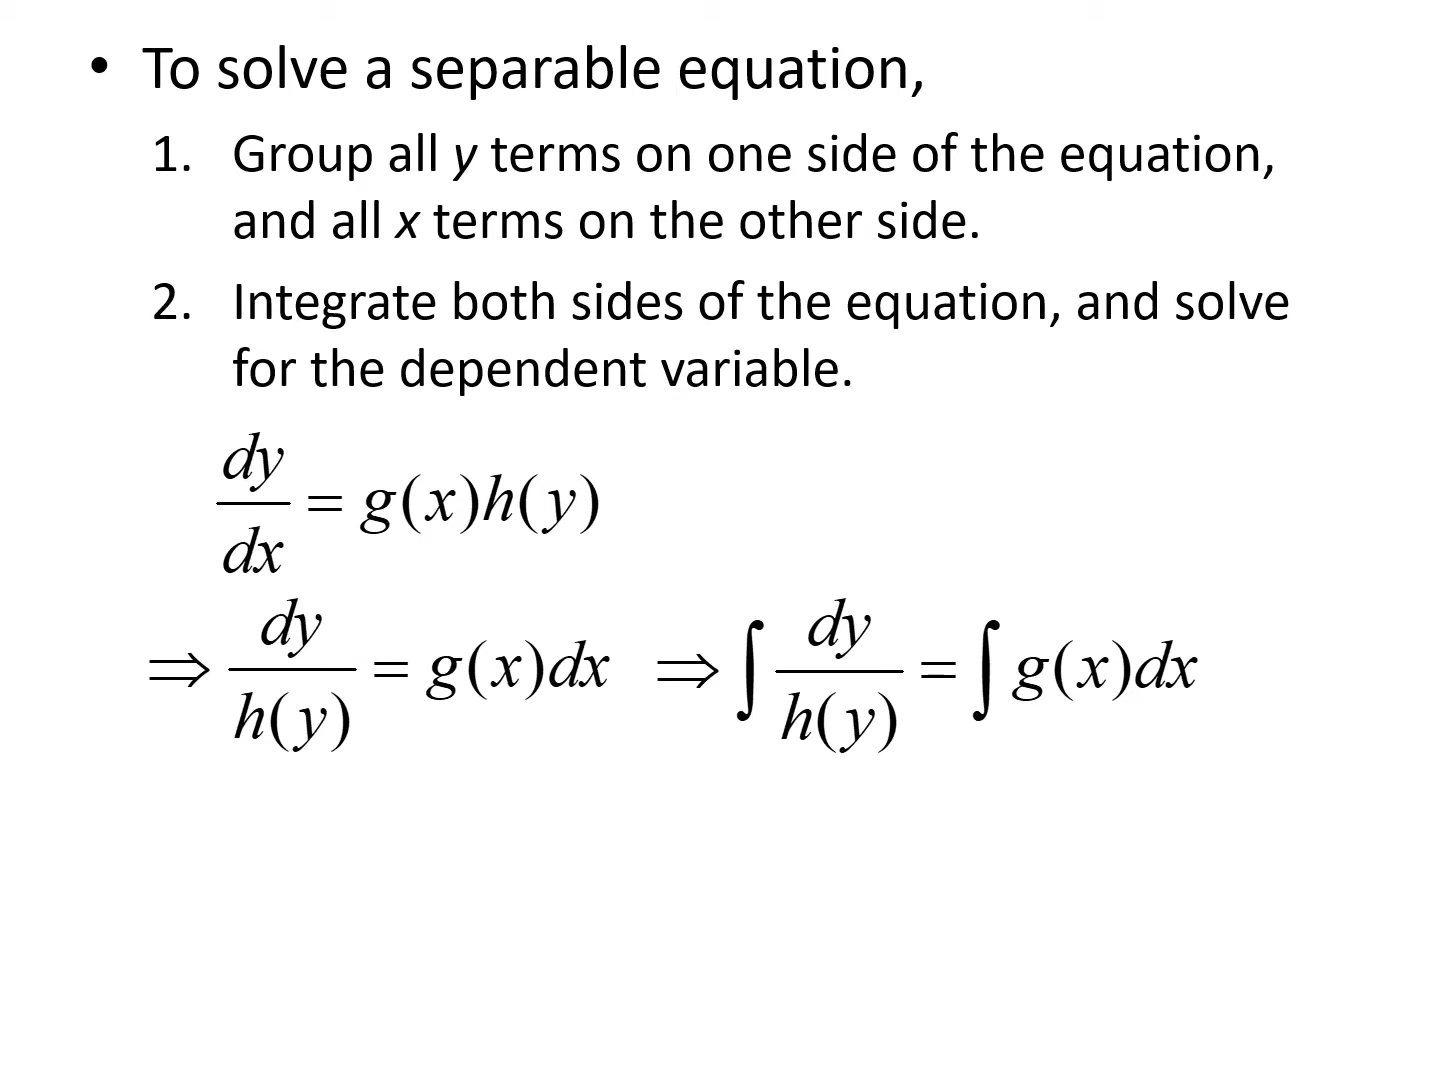 • To solve a separable equation,
1. Group all y terms on one side of the equation,
and all x terms on the other side.
2. Integrate both sides of the equation, and solve
for the dependent variable.
dy/dx = g(x)h(y)
⇒ dy/h(y) = g(x)dx ⇒ ∫ dy/h(y) = ∫ g(x)dx